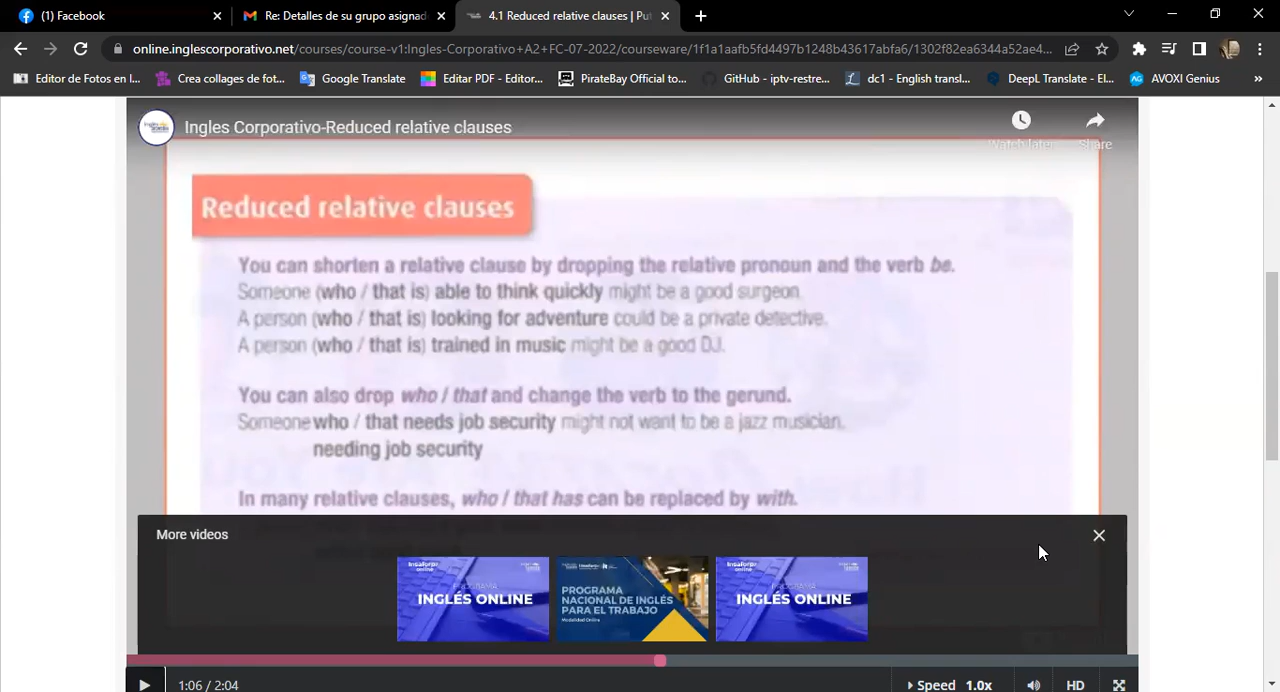 (1) Facebook
Re: Detalles de su grupo asignad
4.1 Reduced relative clauses | Pu
online.inglescorporativo.net/courses/course-v1:Ingles-Corporativo+A2+FC-07-2022/courseware/1f1a1aafb5fd4497b1248b43617abfa6/1302f82ea6344a52ae4...
Editor de Fotos en l...
Crea collages de fot...
Google Translate
Editar PDF - Editor...
PirateBay Official to...
GitHub - iptv-restre...
dc1 - English transl...
DeepL Translate - El...
AVOXI Genius
Ingles Corporativo-Reduced relative clauses
Watch later
Share
Reduced relative clauses
You can shorten a relative clause by dropping the relative pronoun and the verb be.
Someone (who / that is) able to think quickly might be a good surgeon.
A person (who / that is) looking for adventure could be a private detective.
A person (who / that is) trained in music might be a good DJ.
You can also drop who / that and change the verb to the gerund.
Someone who / that needs job security might not want to be a jazz musician.
needing job security
In many relative clauses, who / that has can be replaced by with.
More videos
Insaforp online
PROGRAMA
INGLÉS ONLINE
PROGRAMA
NACIONAL DE INGLÉS
PARA EL TRABAJO
Modalidad Online
Insaforp online
PROGRAMA
INGLÉS ONLINE
1:06 / 2:04
Speed 1.0x
HD